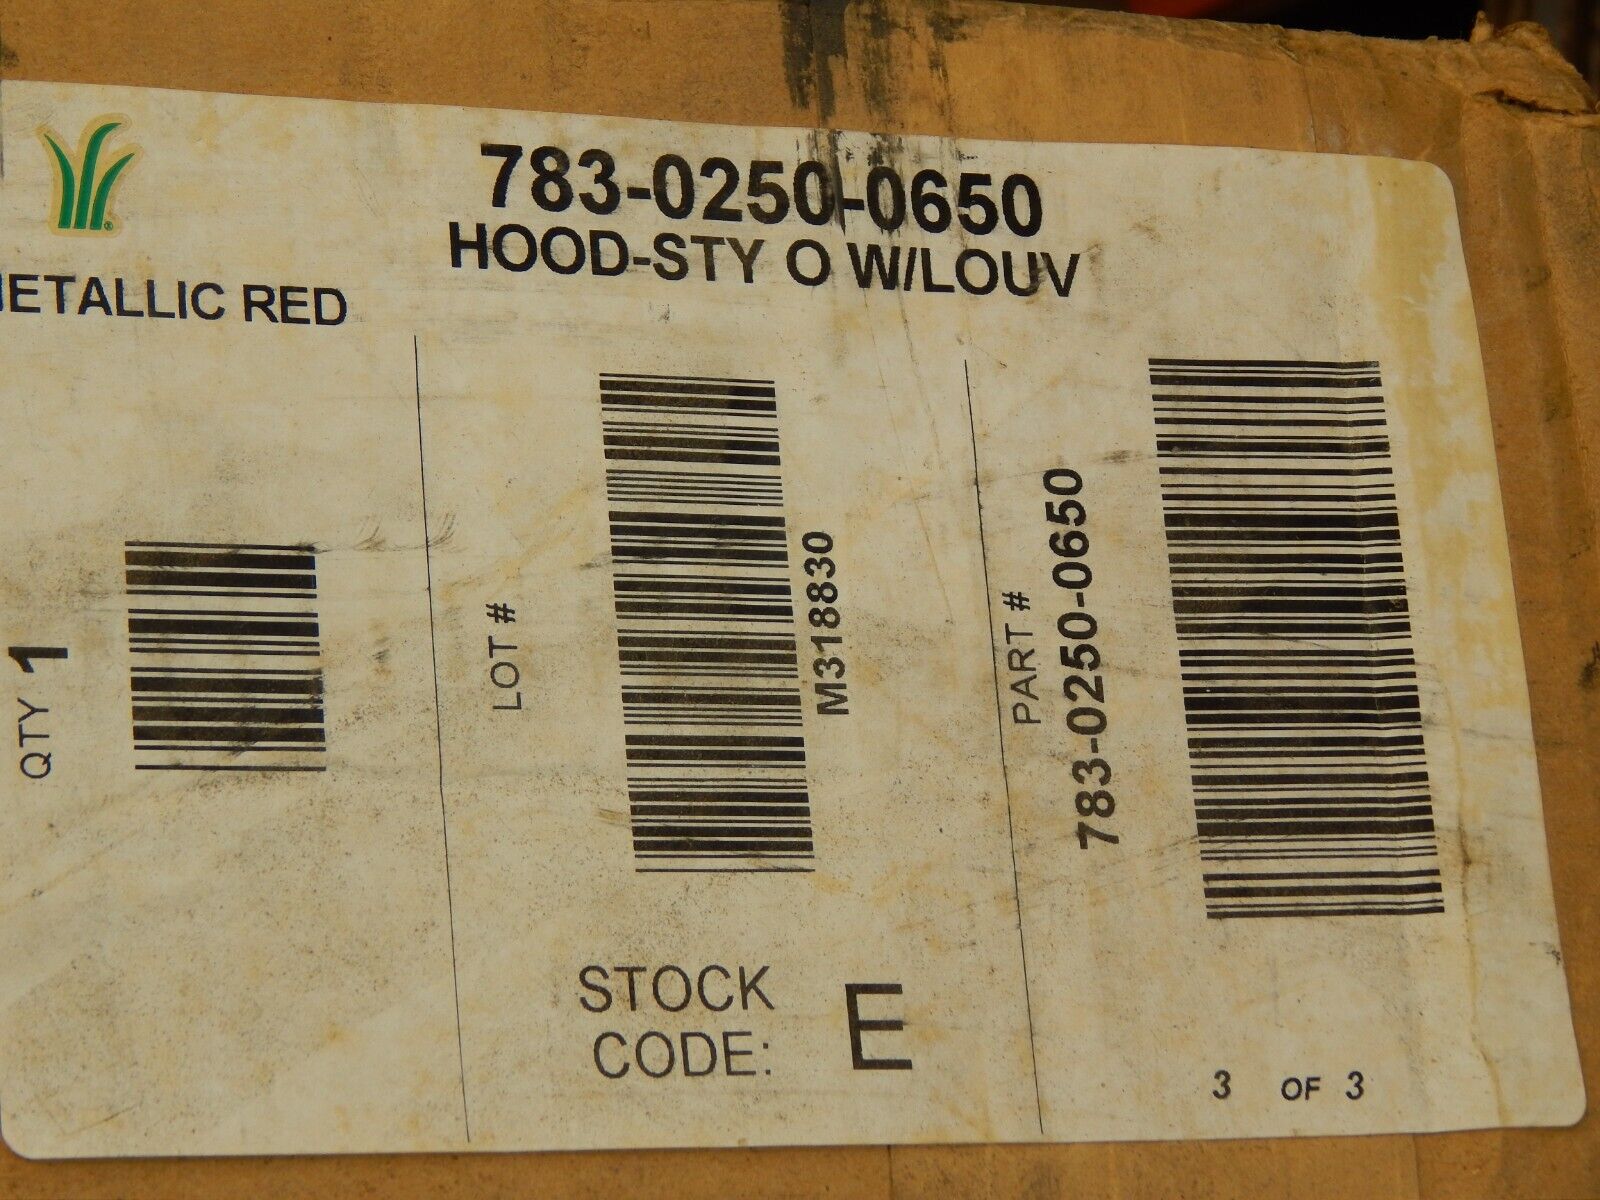 783-0250-0650
HOOD-STY O W/LOUV
METALLIC RED
QTY 1
LOT #
M318830
PART #
783-0250-0650
STOCK
CODE: E
3 OF 3